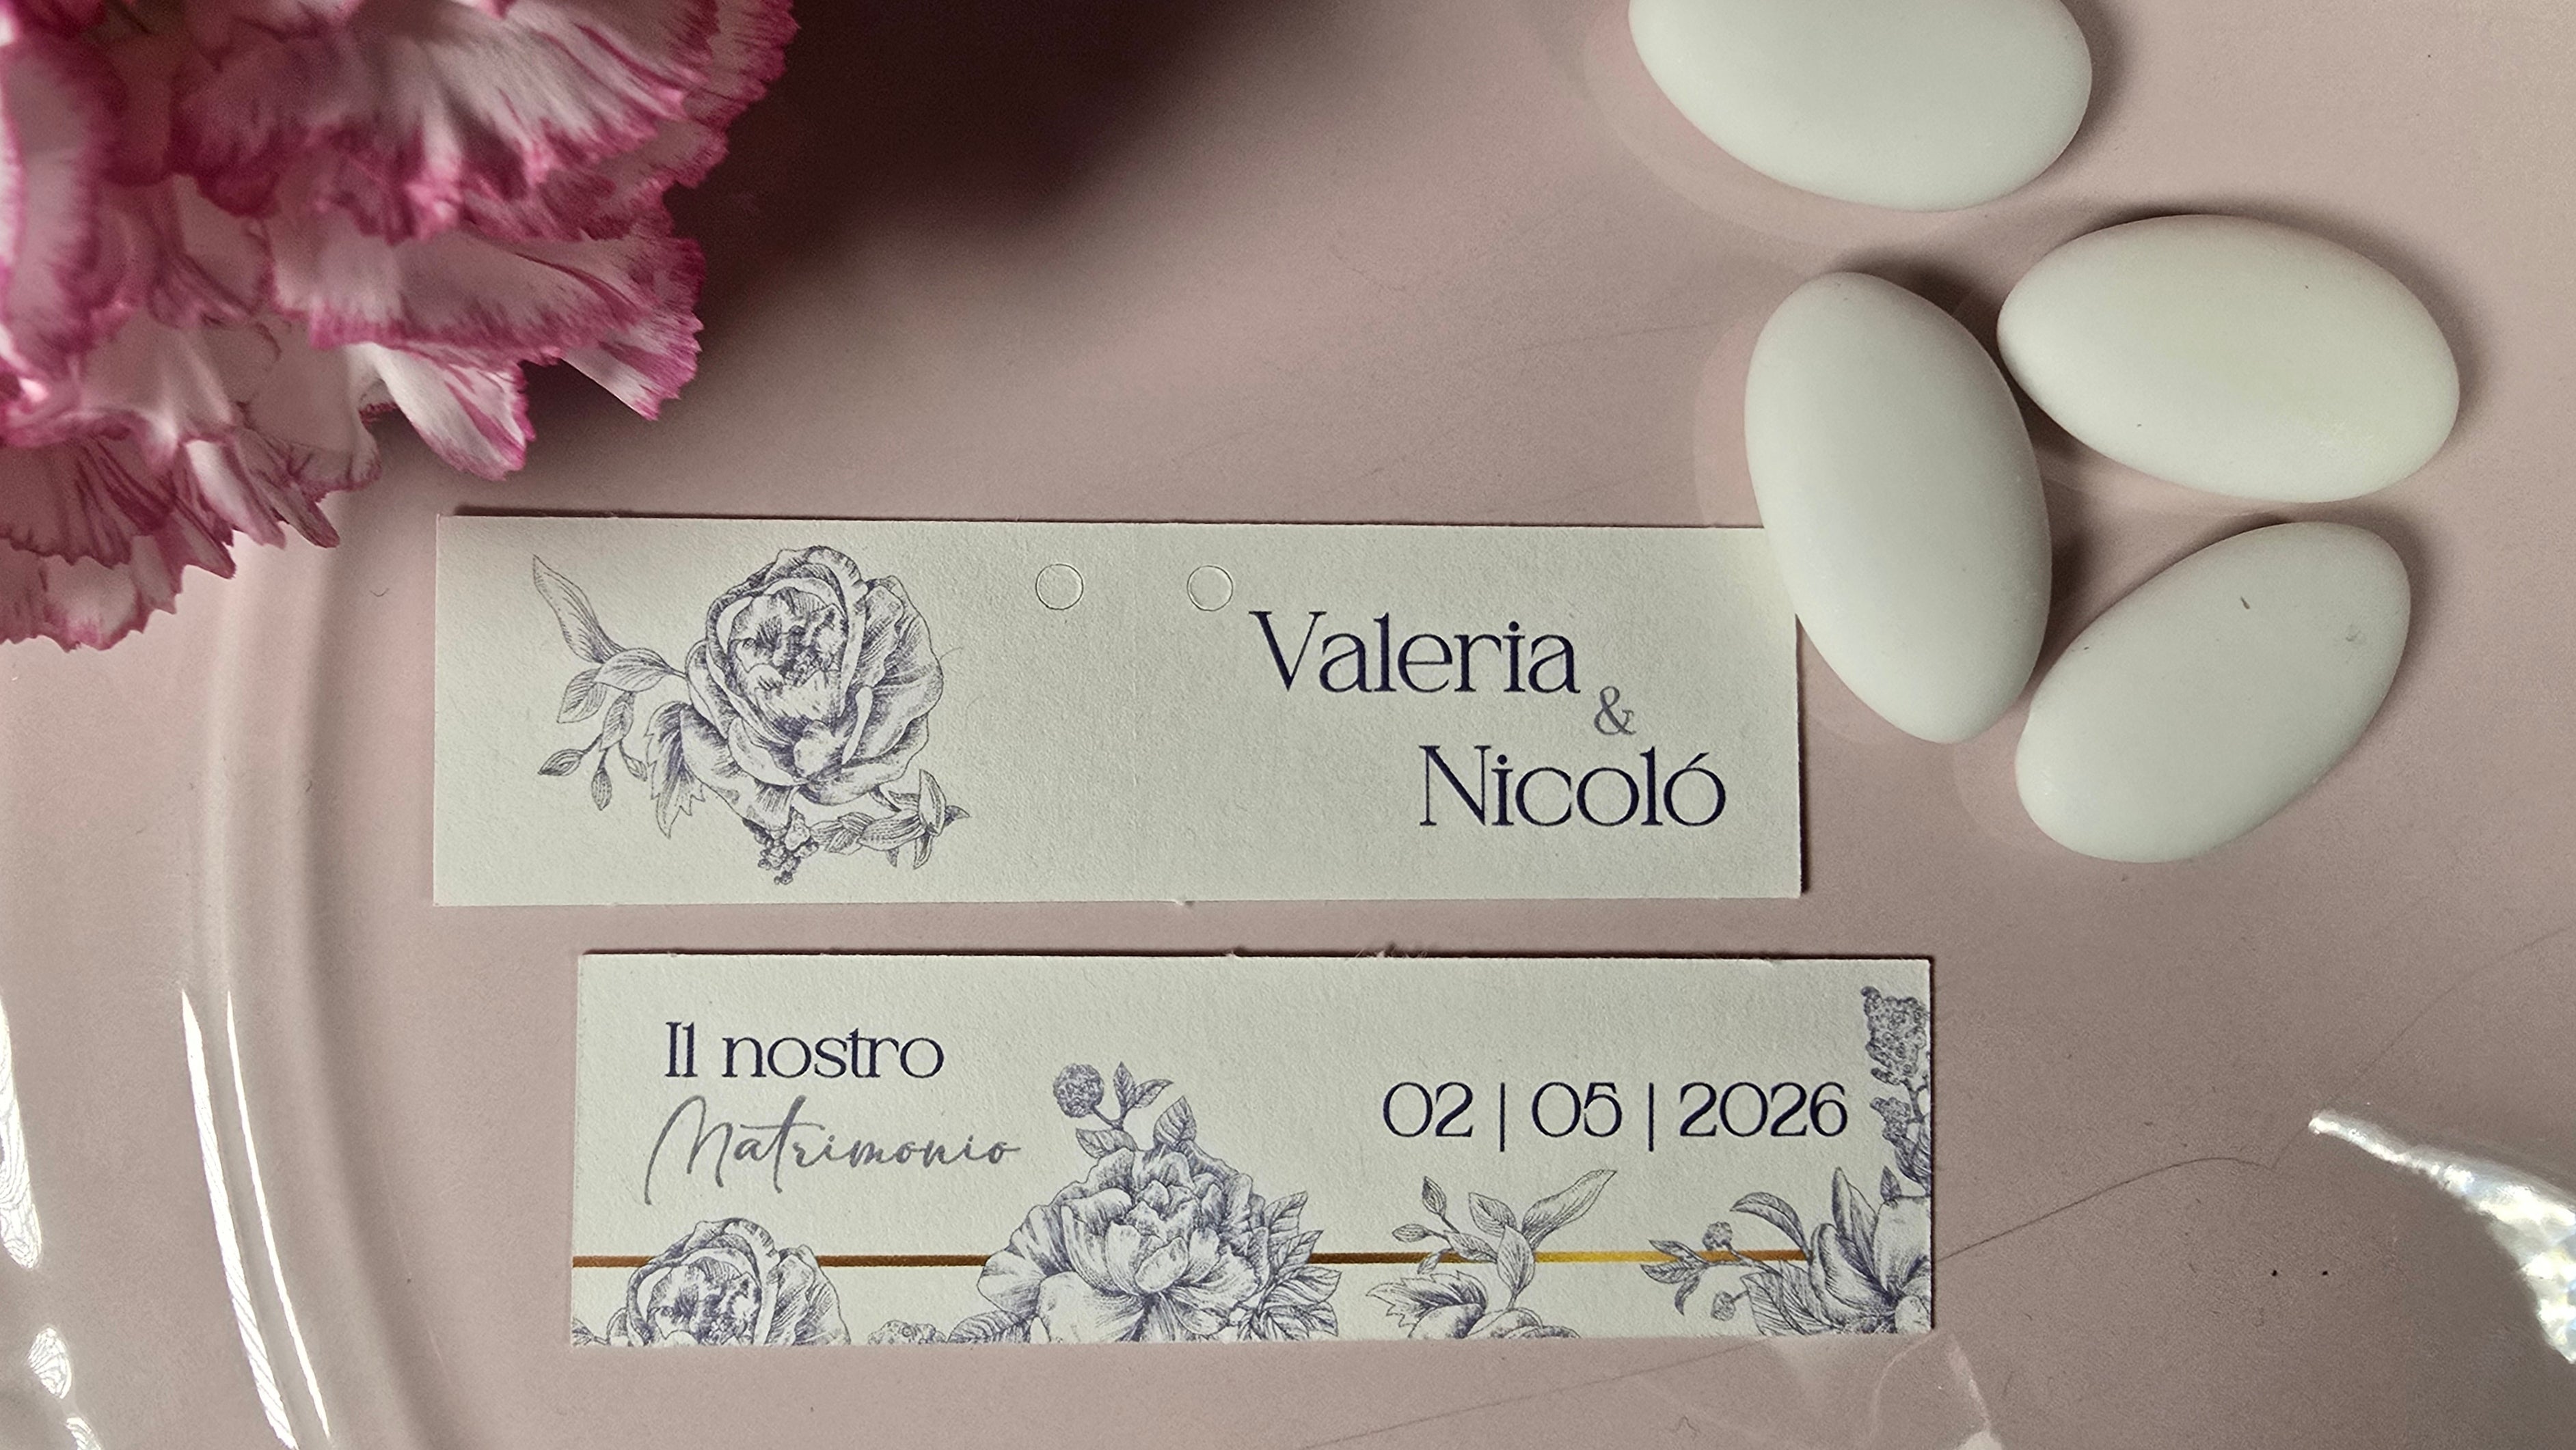 Valeria
&
Nicoló
Il nostro
Matrimonio
02 | 05 | 2026